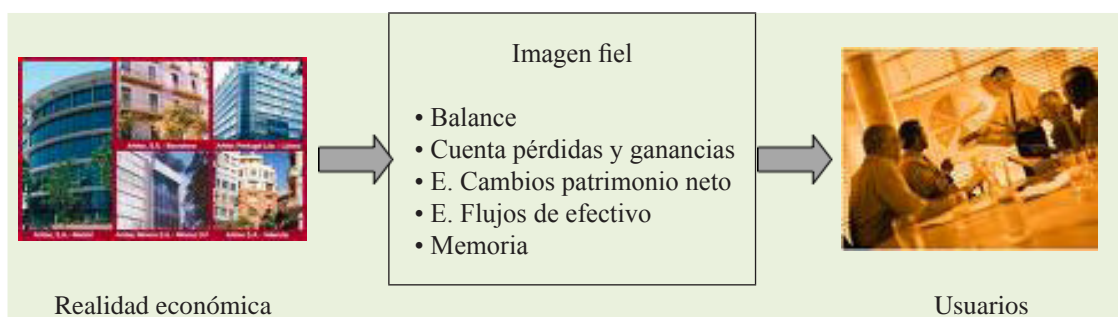 Imagen fiel
• Balance
• Cuenta pérdidas y ganancias
• E. Cambios patrimonio neto
• E. Flujos de efectivo
• Memoria
Realidad económica
Usuarios